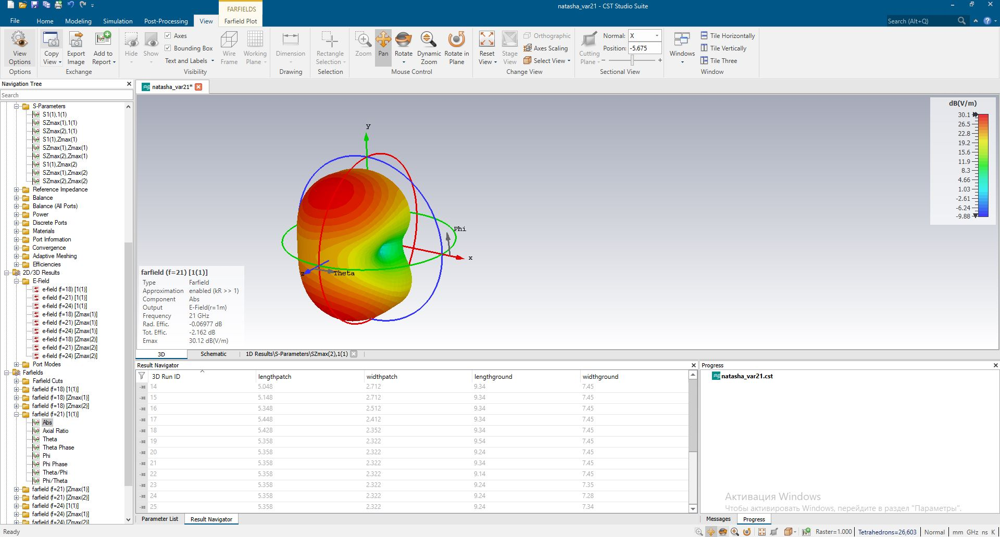 natasha_var21 - CST Studio Suite
FARFIELDS
File Home Modeling Simulation Post-Processing View Farfield Plot
Search (Alt+Q)
View Options
Copy View
Export Image
Add to Report
Hide
Show
Axes
Bounding Box
Text and Labels
Wire Frame
Working Plane
Dimension
Rectangle Selection
Zoom
Pan
Rotate
Dynamic Zoom
Rotate in Plane
Reset View
Stage View
Orthographic
Axes Scaling
Select View
Cutting Plane
Normal: X
Position: -5.675
Windows
Tile Horizontally
Tile Vertically
Tile Three
Options Exchange Visibility Drawing Selection Mouse Control Change View Sectional View Window
Navigation Tree
Search
S-Parameters
S1(1),1(1)
SZmax(1),1(1)
SZmax(2),1(1)
S1(1),Zmax(1)
SZmax(1),Zmax(1)
SZmax(2),Zmax(1)
S1(1),Zmax(2)
SZmax(1),Zmax(2)
SZmax(2),Zmax(2)
Reference Impedance
Balance
Balance (All Ports)
Power
Discrete Ports
Materials
Port Information
Convergence
Adaptive Meshing
Efficiencies
2D/3D Results
E-Field
e-field (f=18) [1(1)]
e-field (f=21) [1(1)]
e-field (f=24) [1(1)]
e-field (f=18) [Zmax(1)]
e-field (f=21) [Zmax(1)]
e-field (f=24) [Zmax(1)]
e-field (f=18) [Zmax(2)]
e-field (f=21) [Zmax(2)]
e-field (f=24) [Zmax(2)]
Port Modes
Farfields
Farfield Cuts
farfield (f=18) [1(1)]
farfield (f=18) [Zmax(1)]
farfield (f=18) [Zmax(2)]
farfield (f=21) [1(1)]
Abs
Axial Ratio
Theta
Theta Phase
Phi
Phi Phase
Theta/Phi
Phi/Theta
farfield (f=21) [Zmax(1)]
farfield (f=21) [Zmax(2)]
farfield (f=24) [1(1)]
farfield (f=24) [Zmax(1)]
farfield (f=24) [Zmax(2)]
natasha_var21*
y
Phi
x
z
Theta
dB(V/m)
30.1
26.5
22.8
19.2
15.6
11.9
8.3
4.66
1.03
-2.61
-6.24
-9.88
farfield (f=21) [1(1)]
Type Farfield
Approximation enabled (kR >> 1)
Component Abs
Output E-Field(r=1m)
Frequency 21 GHz
Rad. Effic. -0.06977 dB
Tot. Effic. -2.162 dB
Emax 30.12 dB(V/m)
3D Schematic 1D Results\S-Parameters\SZmax(2),1(1)
Result Navigator
3D Run ID lengthpatch widthpatch lengthground widthground
14 5.048 2.712 9.34 7.45
15 5.148 2.712 9.34 7.45
16 5.348 2.512 9.34 7.45
17 5.448 2.412 9.34 7.45
18 5.428 2.352 9.34 7.45
19 5.358 2.322 9.54 7.45
20 5.358 2.322 9.24 7.45
21 5.358 2.322 9.34 7.45
22 5.358 2.322 9.14 7.45
23 5.358 2.322 9.24 7.35
24 5.358 2.322 9.24 7.28
25 5.358 2.322 9.24 7.34
Parameter List Result Navigator
Progress
natasha_var21.cst
Активация Windows
Чтобы активировать Windows, перейдите в раздел "Параметры".
Messages Progress
Ready
Raster=1.000 Tetrahedrons=26,603 Normal mm GHz ns K